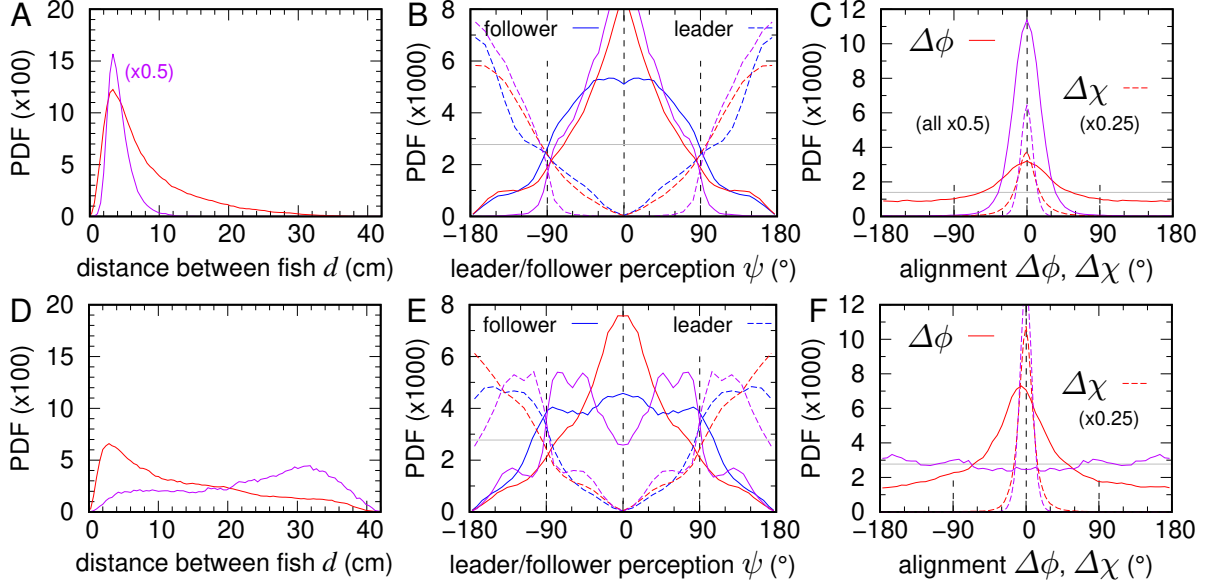 A
PDF (x100)
20
15
10
5
0
(x0.5)
0 10 20 30 40
distance between fish d (cm)
B
PDF (x1000)
8
6
4
2
0
follower leader
−180 −90 0 90 180
leader/follower perception ψ (°)
C
PDF (x1000)
12
10
8
6
4
2
0
Δϕ
Δχ
(all x0.5) (x0.25)
−180 −90 0 90 180
alignment Δϕ, Δχ (°)
D
PDF (x100)
20
15
10
5
0
0 10 20 30 40
distance between fish d (cm)
E
PDF (x1000)
8
6
4
2
0
follower leader
−180 −90 0 90 180
leader/follower perception ψ (°)
F
PDF (x1000)
12
10
8
6
4
2
0
Δϕ
Δχ
(x0.25)
−180 −90 0 90 180
alignment Δϕ, Δχ (°)